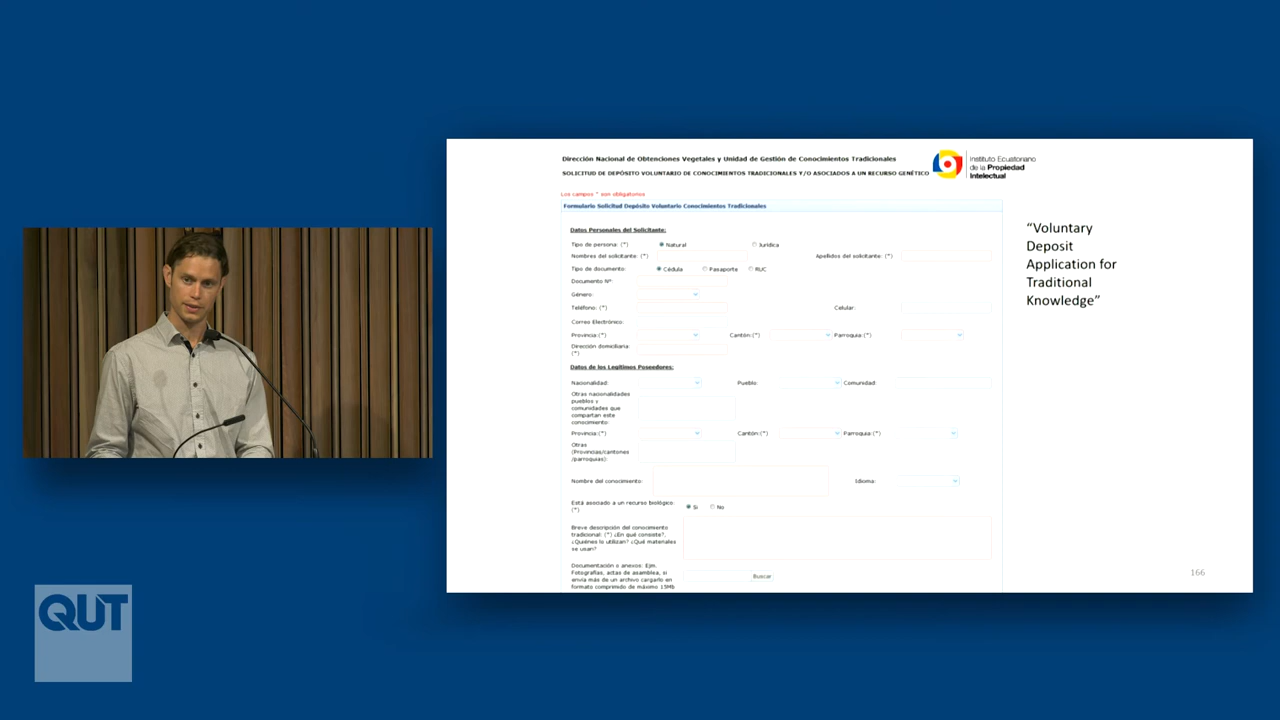 Dirección Nacional de Obtenciones Vegetales y Unidad de Gestión de Conocimientos Tradicionales
SOLICITUD DE DEPÓSITO VOLUNTARIO DE CONOCIMIENTOS TRADICIONALES Y/O ASOCIADOS A UN RECURSO GENÉTICO
Instituto Ecuatoriano
de la Propiedad
Intelectual
Los campos * son obligatorios
Formulario Solicitud Depósito Voluntario Conocimientos Tradicionales
Datos Personales del Solicitante:
Tipo de persona: (*) Natural Jurídica
Nombres del solicitante: (*) Apellidos del solicitante: (*)
Tipo de documento: Cédula Pasaporte RUC
Documento Nº:
Género:
Teléfono: (*) Celular:
Correo Electrónico:
Provincia:(*) Cantón:(*) Parroquia:(*)
Dirección domiciliaria:
(*)
Datos de los Legítimos Poseedores:
Nacionalidad: Pueblo: Comunidad:
Otras nacionalidades
pueblos y
comunidades que
compartan este
conocimiento:
Provincia:(*) Cantón:(*) Parroquia:(*)
Otras
(Provincias/cantones
/parroquias):
Nombre del conocimiento: Idioma:
Está asociado a un recurso biológico:
(*) Si No
Breve descripción del conocimiento
tradicional: (*) ¿En qué consiste?,
¿Quiénes lo utilizan? ¿Qué materiales
se usan?
Documentación o anexos: Ejm.
Fotografías, actas de asamblea, si
envía más de un archivo cargarlo en
formato comprimido de máximo 15Mb
Buscar
“Voluntary
Deposit
Application for
Traditional
Knowledge”
166
QUT